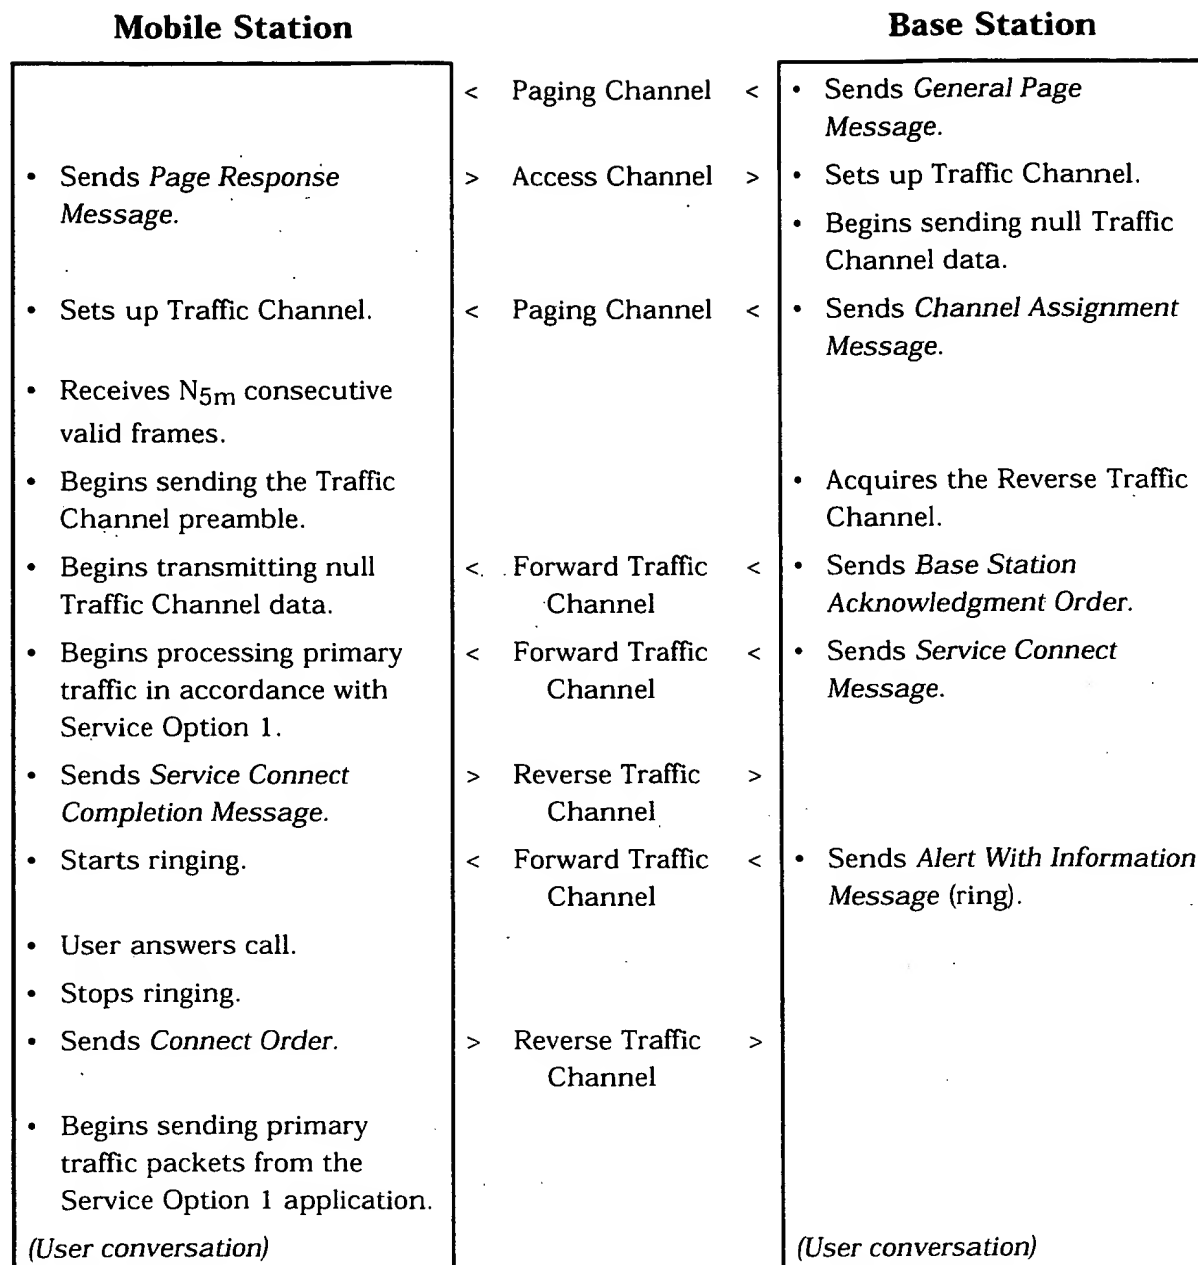 Mobile Station Base Station
< Paging Channel < • Sends General Page
Message.
• Sends Page Response > Access Channel > • Sets up Traffic Channel.
Message.
• Begins sending null Traffic
Channel data.
• Sets up Traffic Channel. < Paging Channel < • Sends Channel Assignment
Message.
• Receives N5m consecutive
valid frames.
• Begins sending the Traffic • Acquires the Reverse Traffic
Channel preamble. Channel.
• Begins transmitting null < Forward Traffic < • Sends Base Station
Traffic Channel data. Channel Acknowledgment Order.
• Begins processing primary < Forward Traffic < • Sends Service Connect
traffic in accordance with Channel Message.
Service Option 1.
• Sends Service Connect > Reverse Traffic >
Completion Message. Channel
• Starts ringing. < Forward Traffic < • Sends Alert With Information
Channel Message (ring).
• User answers call.
• Stops ringing.
• Sends Connect Order. > Reverse Traffic >
Channel
• Begins sending primary
traffic packets from the
Service Option 1 application.
(User conversation) (User conversation)